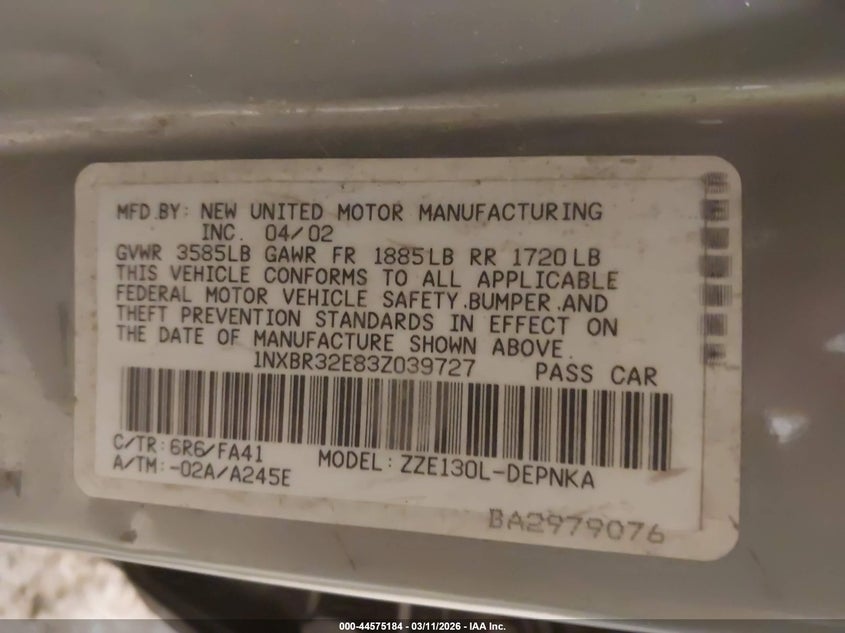 MFD.BY: NEW UNITED MOTOR MANUFACTURING
INC. 04/02
GVWR 3585LB GAWR FR 1885LB RR 1720LB
THIS VEHICLE CONFORMS TO ALL APPLICABLE
FEDERAL MOTOR VEHICLE SAFETY.BUMPER.AND
THEFT PREVENTION STANDARDS IN EFFECT ON
THE DATE OF MANUFACTURE SHOWN ABOVE.
1NXBR32E83Z039727 PASS CAR
C/TR:6R6/FA41
A/TM:-02A/A245E
MODEL: ZZE130L-DEPNKA
BA2979076
000-44575184 - 03/11/2026 - IAA Inc.